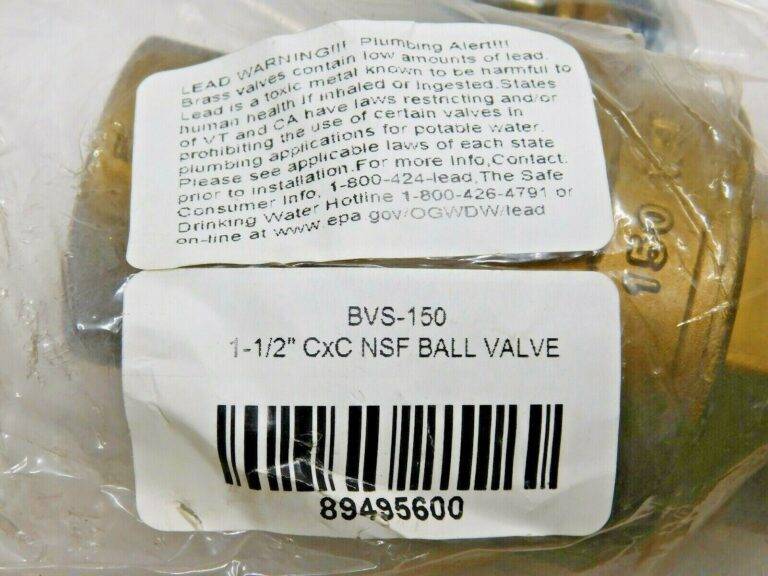 LEAD WARNING!!! Plumbing Alert!!!
Brass valves contain low amounts of lead.
Lead is a toxic metal known to be harmful to
human health if inhaled or ingested.States
of VT and CA have laws restricting and/or
prohibiting the use of certain valves in
plumbing applications for potable water.
Please see applicable laws of each state
prior to installation.For more Info,Contact:
Consumer Info. 1-800-424-lead,The Safe
Drinking Water Hotline 1-800-426-4791 or
on-line at www.epa gov/OGWDW/lead
150
BVS-150
1-1/2" CxC NSF BALL VALVE
89495600